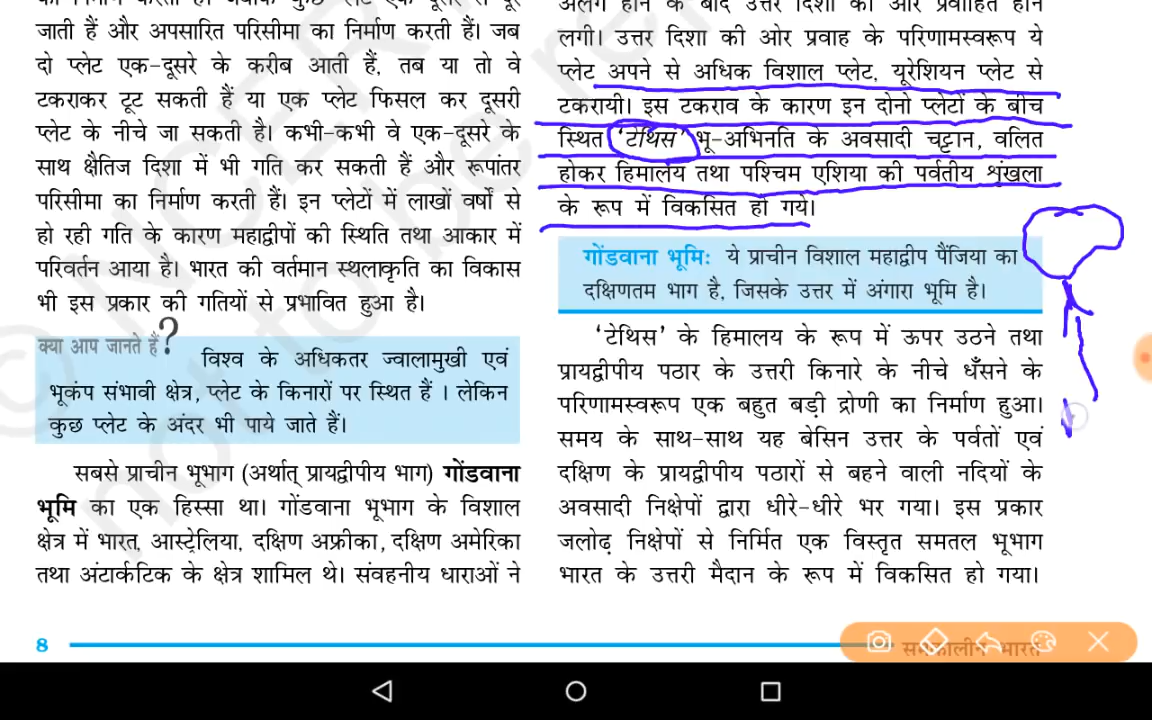 जाती हैं और अपसारित परिसीमा का निर्माण करती हैं। जब
दो प्लेट एक-दूसरे के करीब आती हैं, तब या तो वे
टकराकर टूट सकती हैं या एक प्लेट फिसल कर दूसरी
प्लेट के नीचे जा सकती है। कभी-कभी वे एक-दूसरे के
साथ क्षैतिज दिशा में भी गति कर सकती हैं और रूपांतर
परिसीमा का निर्माण करती हैं। इन प्लेटों में लाखों वर्षों से
हो रही गति के कारण महाद्वीपों की स्थिति तथा आकार में
परिवर्तन आया है। भारत की वर्तमान स्थलाकृति का विकास
भी इस प्रकार की गतियों से प्रभावित हुआ है।
क्या आप जानते हैं?
विश्व के अधिकतर ज्वालामुखी एवं
भूकंप संभावी क्षेत्र, प्लेट के किनारों पर स्थित हैं । लेकिन
कुछ प्लेट के अंदर भी पाये जाते हैं।
सबसे प्राचीन भूभाग (अर्थात् प्रायद्वीपीय भाग) गोंडवाना
भूमि का एक हिस्सा था। गोंडवाना भूभाग के विशाल
क्षेत्र में भारत, आस्ट्रेलिया, दक्षिण अफ्रीका, दक्षिण अमेरिका
तथा अंटार्कटिक के क्षेत्र शामिल थे। संवहनीय धाराओं ने
अलग होने के बाद उत्तर दिशा की ओर प्रवाहित होने
लगी। उत्तर दिशा की ओर प्रवाह के परिणामस्वरूप ये
प्लेट अपने से अधिक विशाल प्लेट, यूरेशियन प्लेट से
टकरायी। इस टकराव के कारण इन दोनो प्लेटों के बीच
स्थित 'टेथिस' भू-अभिनति के अवसादी चट्टान, वलित
होकर हिमालय तथा पश्चिम एशिया की पर्वतीय श्रृंखला
के रूप में विकसित हो गये।
गोंडवाना भूमि: ये प्राचीन विशाल महाद्वीप पैंजिया का
दक्षिणतम भाग है, जिसके उत्तर में अंगारा भूमि है।
'टेथिस' के हिमालय के रूप में ऊपर उठने तथा
प्रायद्वीपीय पठार के उत्तरी किनारे के नीचे धँसने के
परिणामस्वरूप एक बहुत बड़ी द्रोणी का निर्माण हुआ।
समय के साथ-साथ यह बेसिन उत्तर के पर्वतों एवं
दक्षिण के प्रायद्वीपीय पठारों से बहने वाली नदियों के
अवसादी निक्षेपों द्वारा धीरे-धीरे भर गया। इस प्रकार
जलोढ़ निक्षेपों से निर्मित एक विस्तृत समतल भूभाग
भारत के उत्तरी मैदान के रूप में विकसित हो गया।
8
समकालीन भारत